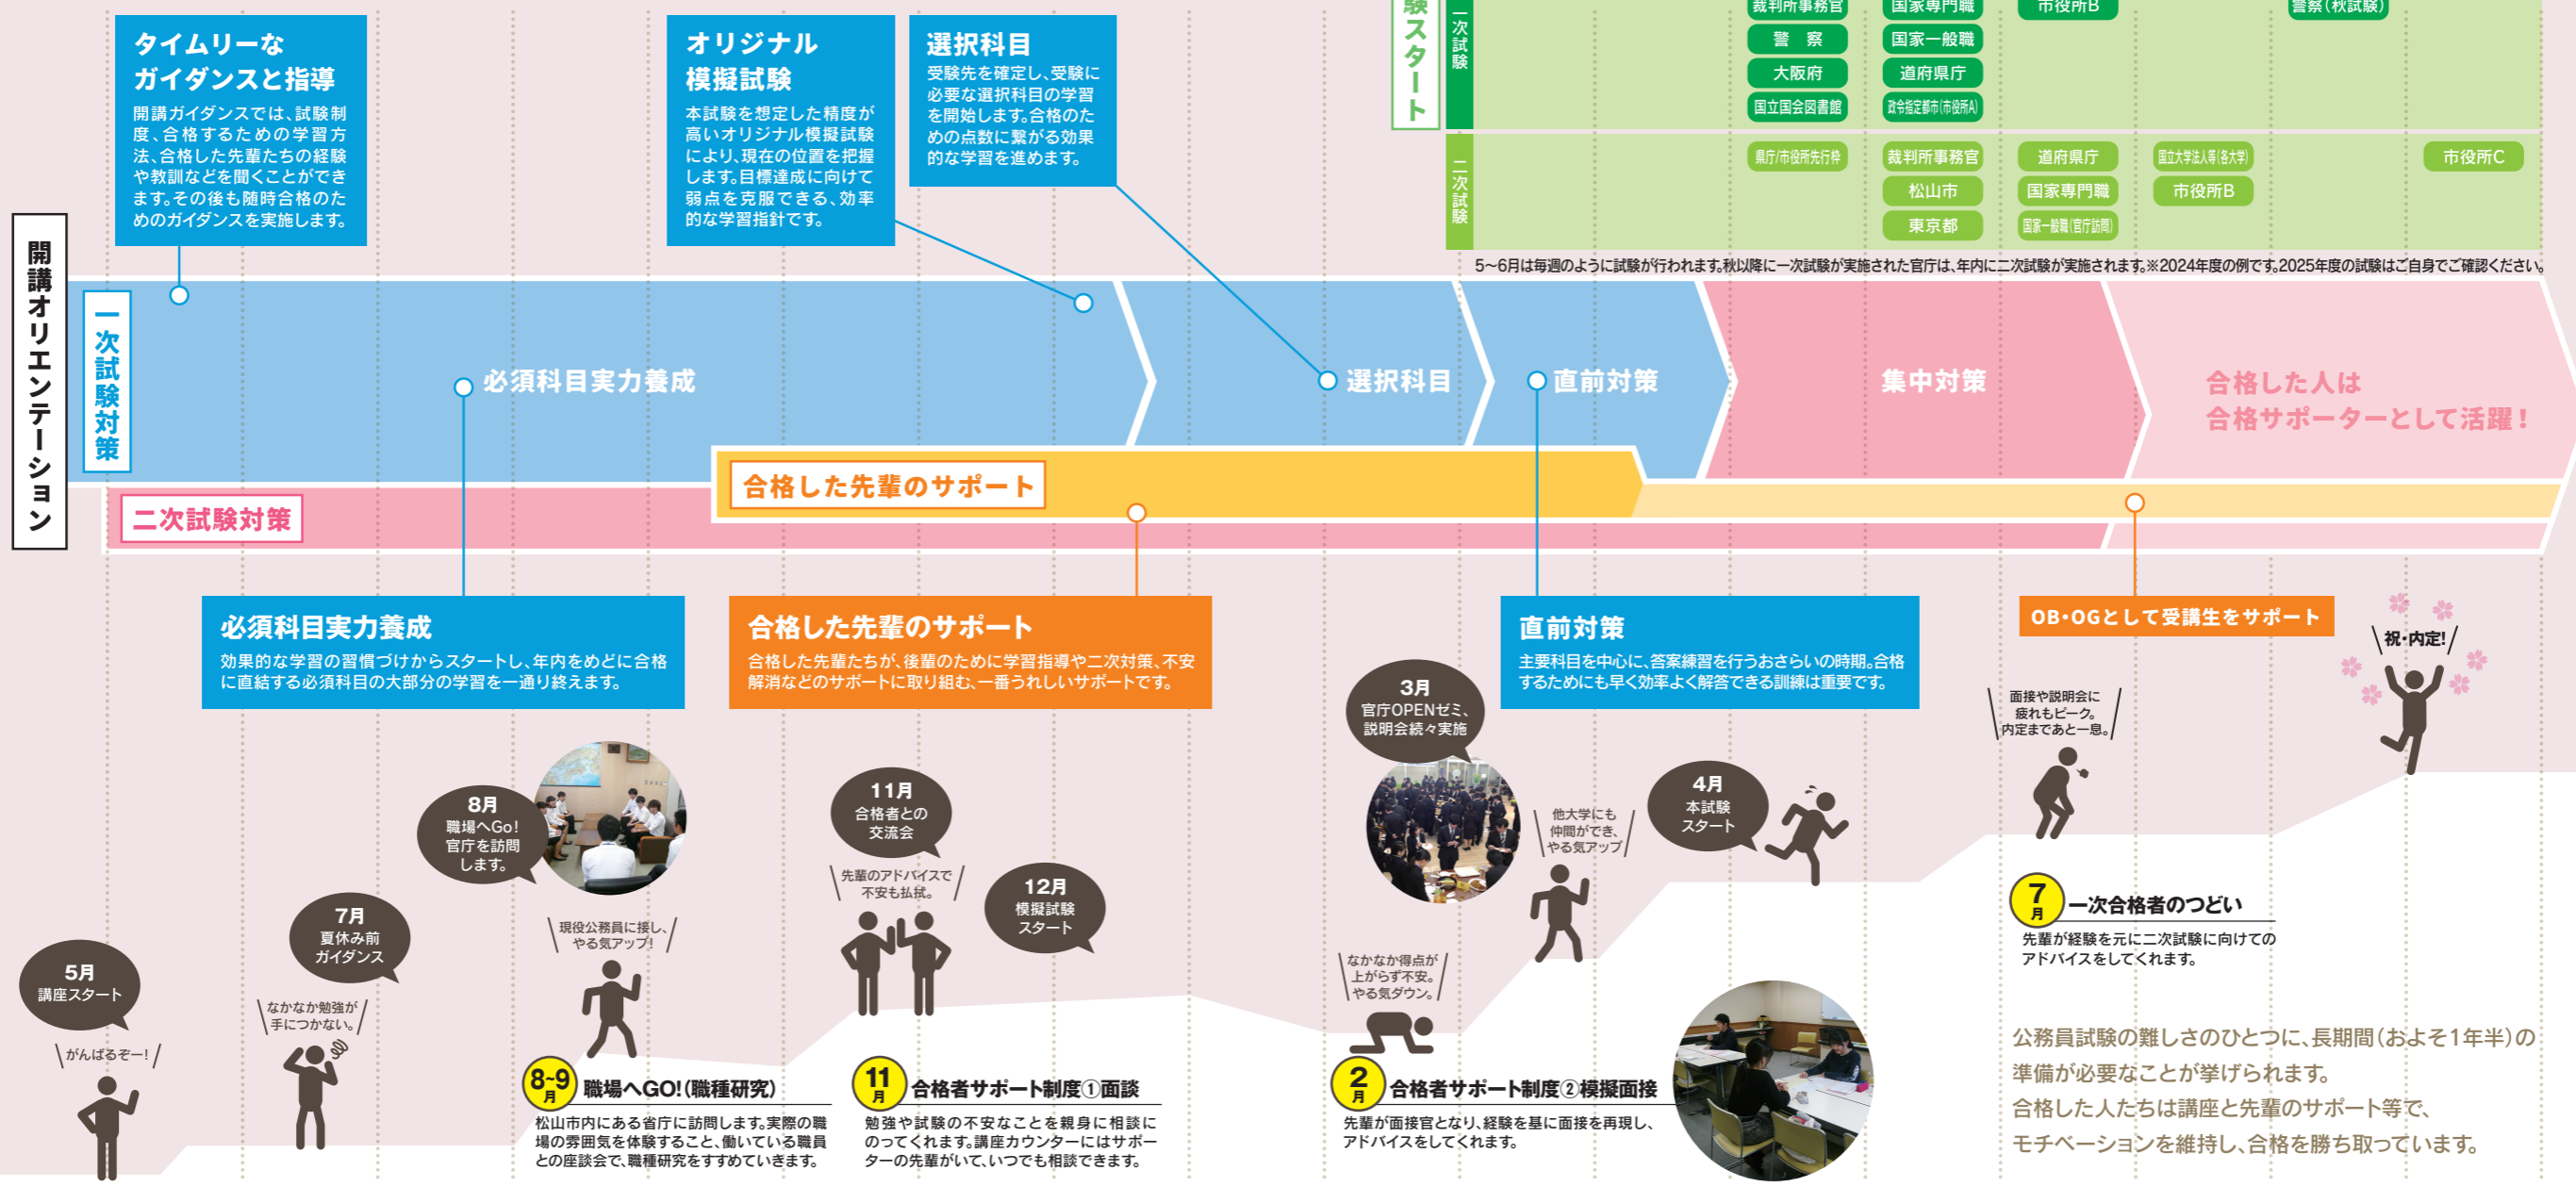 タイムリーな
ガイダンスと指導
開講ガイダンスでは、試験制
度、合格するための学習方
法、合格した先輩たちの経験
や教訓などを聞くことができ
ます。その後も随時合格のた
めのガイダンスを実施します。
オリジナル
模擬試験
本試験を想定した精度が
高いオリジナル模擬試験
により、現在の位置を把握
します。目標達成に向けて
弱点を克服できる、効率
的な学習指針です。
選択科目
受験先を確定し、受験に
必要な選択科目の学習
を開始します。合格のた
めの点数に繋がる効果
的な学習を進めます。
験スタート
一次試験
裁判所事務官
警　察
大阪府
国立国会図書館
国家専門職
国家一般職
道府県庁
政令指定都市(市役所A)
市役所B
警察(秋試験)
二次試験
県庁/市役所先行枠
裁判所事務官
松山市
東京都
道府県庁
国家専門職
国家一般職(官庁訪問)
国立大学法人等(各大学)
市役所B
市役所C
5〜6月は毎週のように試験が行われます。秋以降に一次試験が実施された官庁は、年内に二次試験が実施されます。※2024年度の例です。2025年度の試験はご自身でご確認ください。
開講オリエンテーション
一次試験対策
必須科目実力養成
選択科目
直前対策
集中対策
合格した人は
合格サポーターとして活躍！
合格した先輩のサポート
二次試験対策
必須科目実力養成
効果的な学習の習慣づけからスタートし、年内をめどに合格
に直結する必須科目の大部分の学習を一通り終えます。
合格した先輩のサポート
合格した先輩たちが、後輩のために学習指導や二次対策、不安
解消などのサポートに取り組む、一番うれしいサポートです。
直前対策
主要科目を中心に、答案練習を行うおさらいの時期。合格
するためにも早く効率よく解答できる訓練は重要です。
OB・OGとして受講生をサポート
祝・内定！
5月
講座スタート
がんばるぞー！
7月
夏休み前
ガイダンス
なかなか勉強が
手につかない。
8月
職場へGo！
官庁を訪問
します。
現役公務員に接し、
やる気アップ！
11月
合格者との
交流会
先輩のアドバイスで
不安も払拭。
12月
模擬試験
スタート
3月
官庁OPENゼミ、
説明会続々実施
なかなか得点が
上がらず不安。
やる気ダウン。
他大学にも
仲間ができ、
やる気アップ
4月
本試験
スタート
面接や説明会に
疲れもピーク。
内定まであと一息。
8~9月 職場へGO！(職種研究)
松山市内にある省庁に訪問します。実際の職
場の雰囲気を体験すること、働いている職員
との座談会で、職種研究をすすめていきます。
11月 合格者サポート制度①面談
勉強や試験の不安なことを親身に相談に
のってくれます。講座カウンターにはサポー
ターの先輩がいて、いつでも相談できます。
2月 合格者サポート制度②模擬面接
先輩が面接官となり、経験を基に面接を再現し、
アドバイスをしてくれます。
7月 一次合格者のつどい
先輩が経験を元に二次試験に向けての
アドバイスをしてくれます。
公務員試験の難しさのひとつに、長期間(およそ1年半)の
準備が必要なことが挙げられます。
合格した人たちは講座と先輩のサポート等で、
モチベーションを維持し、合格を勝ち取っています。